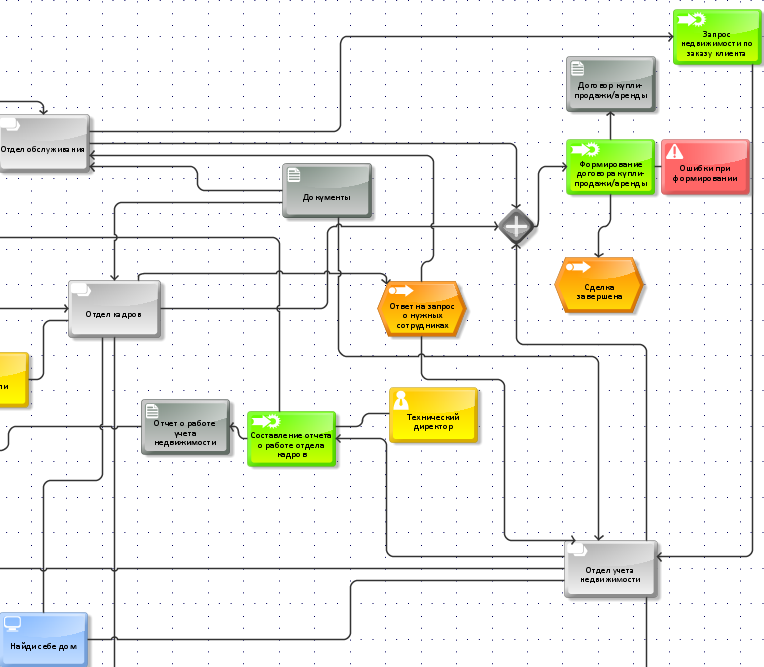 Запрос
недвижимости по
заказу клиента
Договор купли-
продажи/аренды
Отдел обслуживания
Формирование
договора купли-
продажи/аренды
Ошибки при
формировании
Документы
Сделка
завершена
Отдел кадров
Ответ на запрос
о нужных
сотрудниках
ли
Отчет о работе
учета
недвижимости
Составление отчета
о работе отдела
кадров
Технический
директор
Отдел учета
недвижимости
Найди себе дом